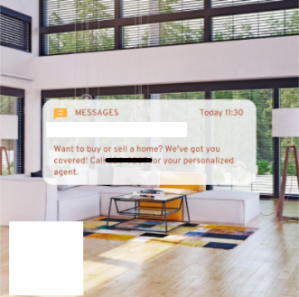 MESSAGES Today 11:30
Want to buy or sell a home? We've got you
covered! Call or your personalized
agent.